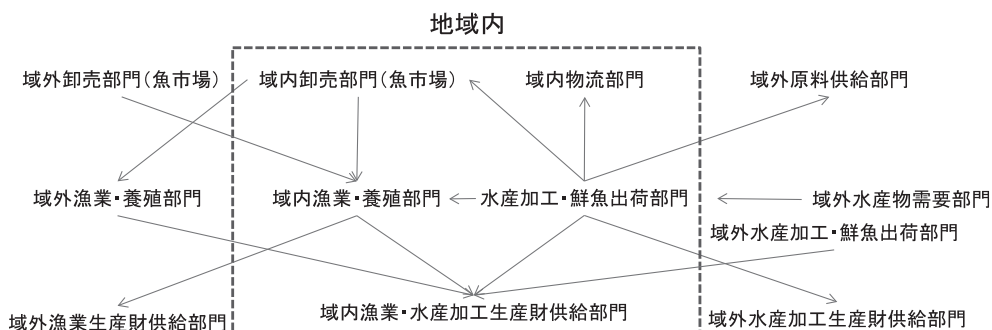 地域内
域外卸売部門(魚市場)
域内卸売部門(魚市場)
域内物流部門
域外原料供給部門
域外漁業・養殖部門
域内漁業・養殖部門
水産加工・鮮魚出荷部門
域外水産物需要部門
域外水産加工・鮮魚出荷部門
域外漁業生産財供給部門
域内漁業・水産加工生産財供給部門
域外水産加工生産財供給部門